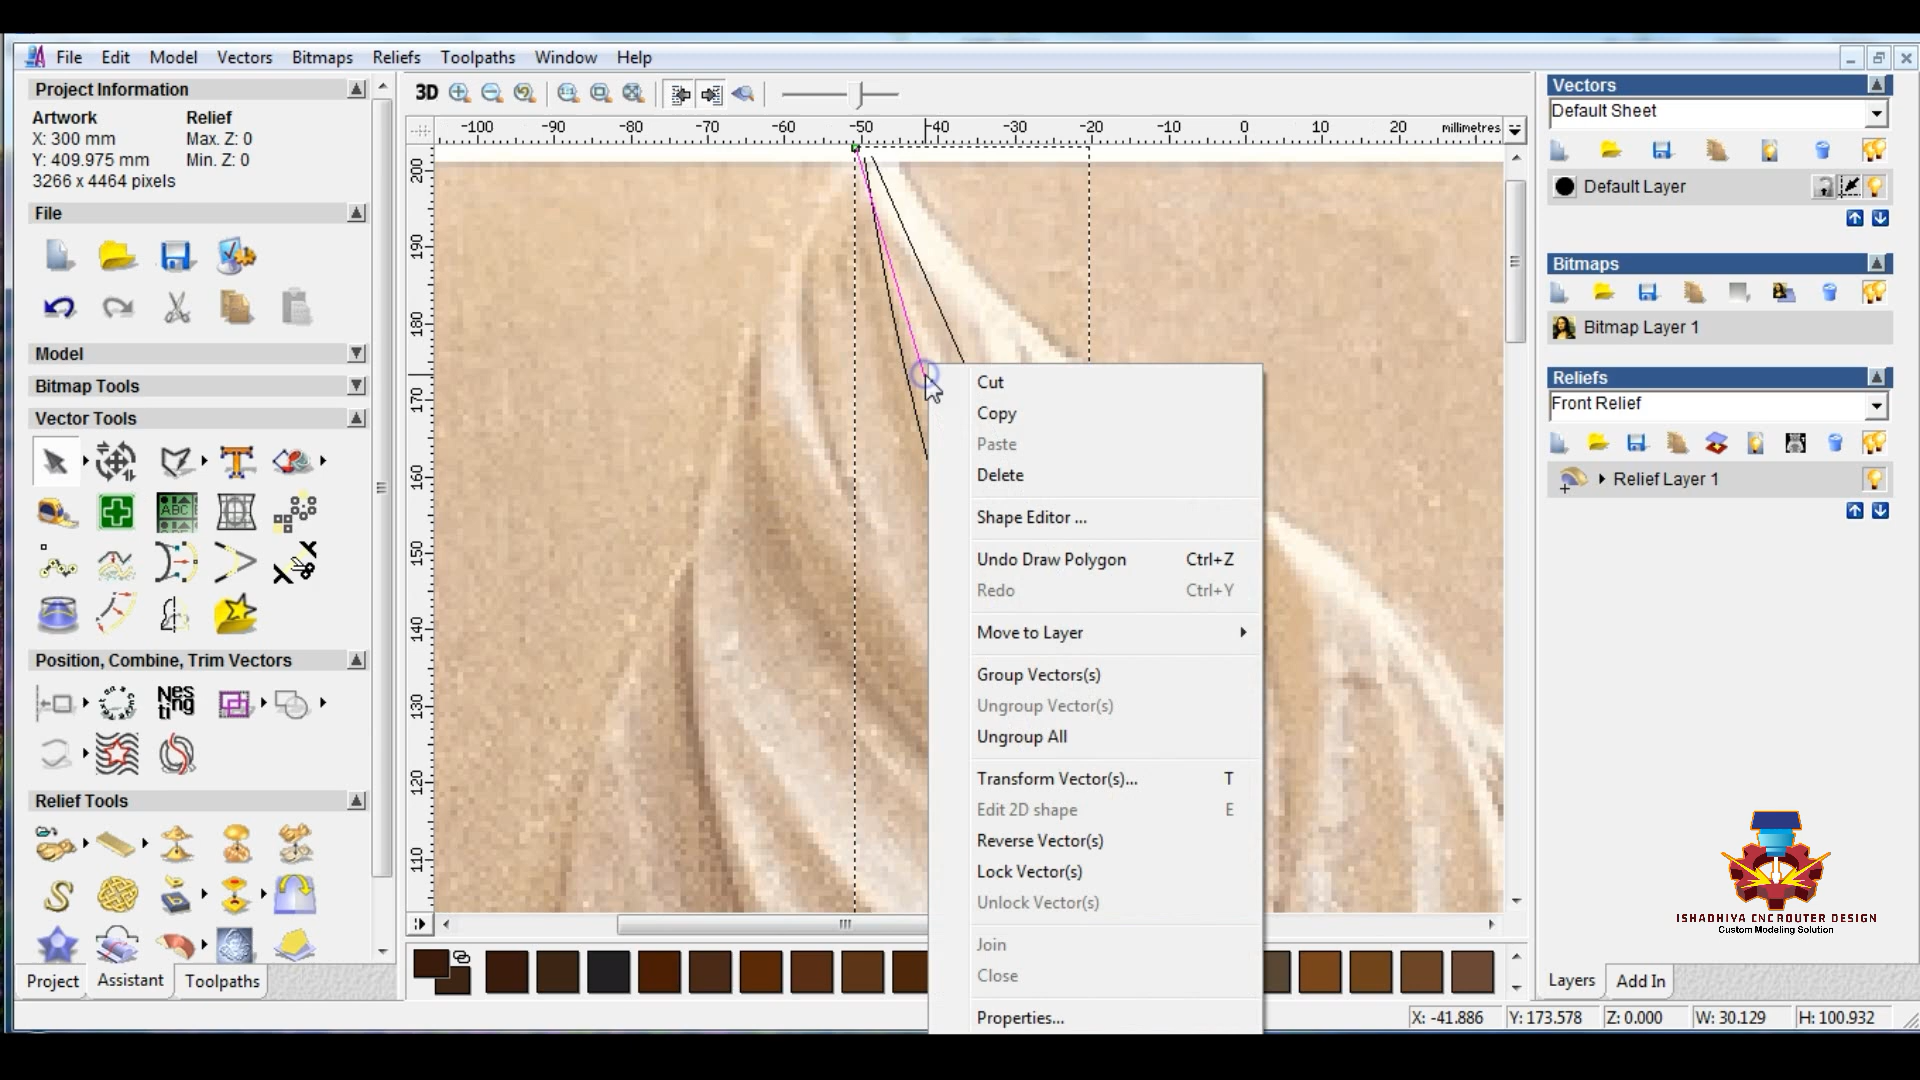 File Edit Model Vectors Bitmaps Reliefs Toolpaths Window Help
Project Information
Artwork Relief
X: 300 mm Max. Z: 0
Y: 409.975 mm Min. Z: 0
3266 x 4464 pixels
File
Model
Bitmap Tools
Vector Tools
ABC
Position, Combine, Trim Vectors
Nes
ting
Relief Tools
Project Assistant Toolpaths
3D
-100 -90 -80 -70 -60 -50 -40 -30 -20 -10 0 10 20 millimetres
200
190
180
170
160
150
140
130
120
110
Cut
Copy
Paste
Delete
Shape Editor ...
Undo Draw Polygon Ctrl+Z
Redo Ctrl+Y
Move to Layer
Group Vectors(s)
Ungroup Vector(s)
Ungroup All
Transform Vector(s)... T
Edit 2D shape E
Reverse Vector(s)
Lock Vector(s)
Unlock Vector(s)
Join
Close
Properties...
Vectors
Default Sheet
Default Layer
Bitmaps
Bitmap Layer 1
Reliefs
Front Relief
Relief Layer 1
ISHADHIYA CNC ROUTER DESIGN
Custom Modeling Solution
Layers Add In
X: -41.886 Y: 173.578 Z: 0.000 W: 30.129 H: 100.932